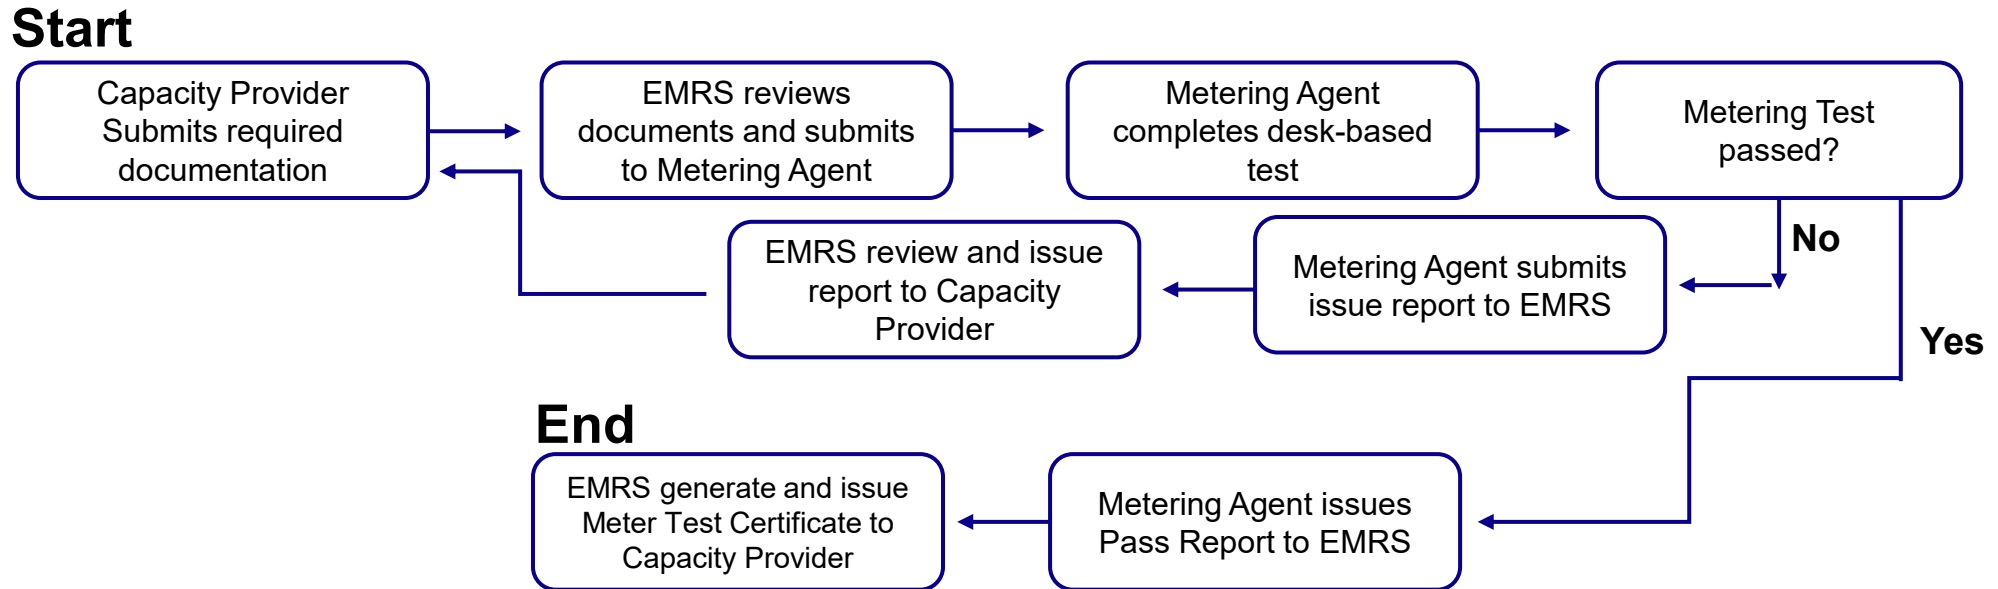 Start
Capacity Provider
Submits required
documentation
EMRS reviews
documents and submits
to Metering Agent
Metering Agent
completes desk-based
test
Metering Test
passed?
No
EMRS review and issue
report to Capacity
Provider
Metering Agent submits
issue report to EMRS
Yes
End
EMRS generate and issue
Meter Test Certificate to
Capacity Provider
Metering Agent issues
Pass Report to EMRS